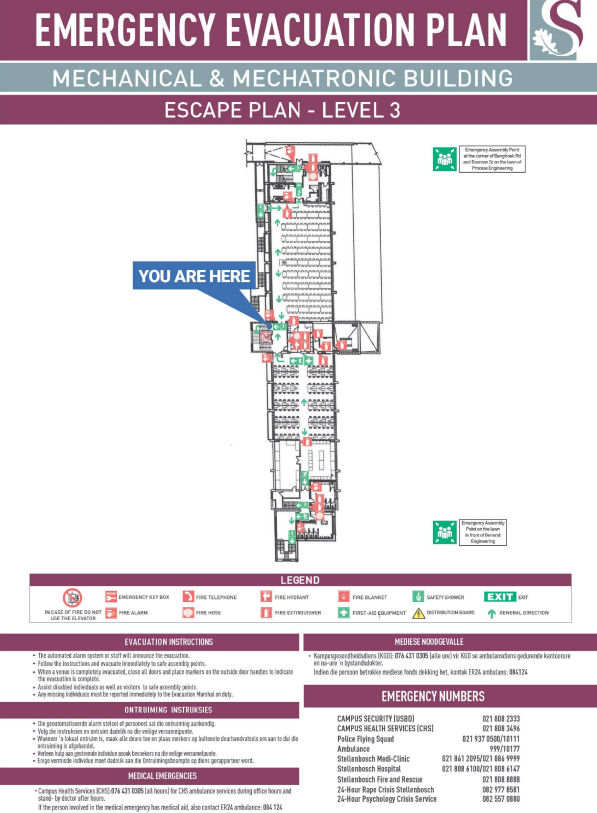 EMERGENCY EVACUATION PLAN
S
MECHANICAL & MECHATRONIC BUILDING
ESCAPE PLAN - LEVEL 3
Emergency Assembly Point
at the corner of Banghoek Rd
and Bosman St on the lawn of
Process Engineering
YOU ARE HERE
Emergency Assembly
Point on the lawn
in front of General
Engineering
LEGEND
IN CASE OF FIRE DO NOT
USE THE ELEVATOR
EMERGENCY KEY BOX
FIRE TELEPHONE
FIRE HYDRANT
FIRE BLANKET
SAFETY SHOWER
EXIT
EXIT
FIRE ALARM
FIRE HOSE
FIRE EXTINGUISHER
FIRST-AID EQUIPMENT
DISTRIBUTION BOARD
GENERAL DIRECTION
EVACUATION INSTRUCTIONS
• The automated alarm system or staff will announce the evacuation.
• Follow the instructions and evacuate immediately to safe assembly points.
• When a venue is completely evacuated, close all doors and place markers on the outside door handles to indicate
the evacuation is complete.
• Assist disabled individuals as well as visitors to safe assembly points.
• Any missing individuals must be reported immediately to the Evacuation Marshal on duty.
ONTRUIMING INSTRUKSIES
• Die geoutomatiseerde alarm stelsel of personeel sal die ontruiming aankondig.
• Volg die instruksies en ontruim dadelik na die veilige versamelpunte.
• Wanneer 'n lokaal ontruim is, maak alle deure toe en plaas merkers op buitenste deurhandvatsels om aan te dui die
ontruiming is afgehandel.
• Verleen hulp aan gestremde individue asook besoekers na die veilige versamelpunte.
• Enige vermisde individue moet dadelik aan die Ontruimingsbeampte op diens gerapporteer word.
MEDICAL EMERGENCIES
• Campus Health Services (CHS):076 431 0305 (all hours) for CHS ambulance services during office hours and
stand- by doctor after hours.
If the person involved in the medical emergency has medical aid, also contact ER24 ambulance: 084 124
MEDIESE NOODGEVALLE
• Kampusgesondheidsdiens (KGD): 076 431 0305 (alle ure) vir KGD se ambulansdiens gedurende kantoorure
en na-ure 'n bystandsdokter.
Indien die persoon betrokke mediese fonds dekking het, kontak ER24 ambulans: 084124
EMERGENCY NUMBERS
CAMPUS SECURITY (USBD) 021 808 2333
CAMPUS HEALTH SERVICES (CHS) 021 808 3496
Police Flying Squad 021 937 0500/10111
Ambulance 999/10177
Stellenbosch Medi-Clinic 021 861 2095/021 886 9999
Stellenbosch Hospital 021 808 6100/021 808 6147
Stellenbosch Fire and Rescue 021 808 8888
24-Hour Rape Crisis Stellenbosch 082 977 8581
24-Hour Psychology Crisis Service 082 557 0880